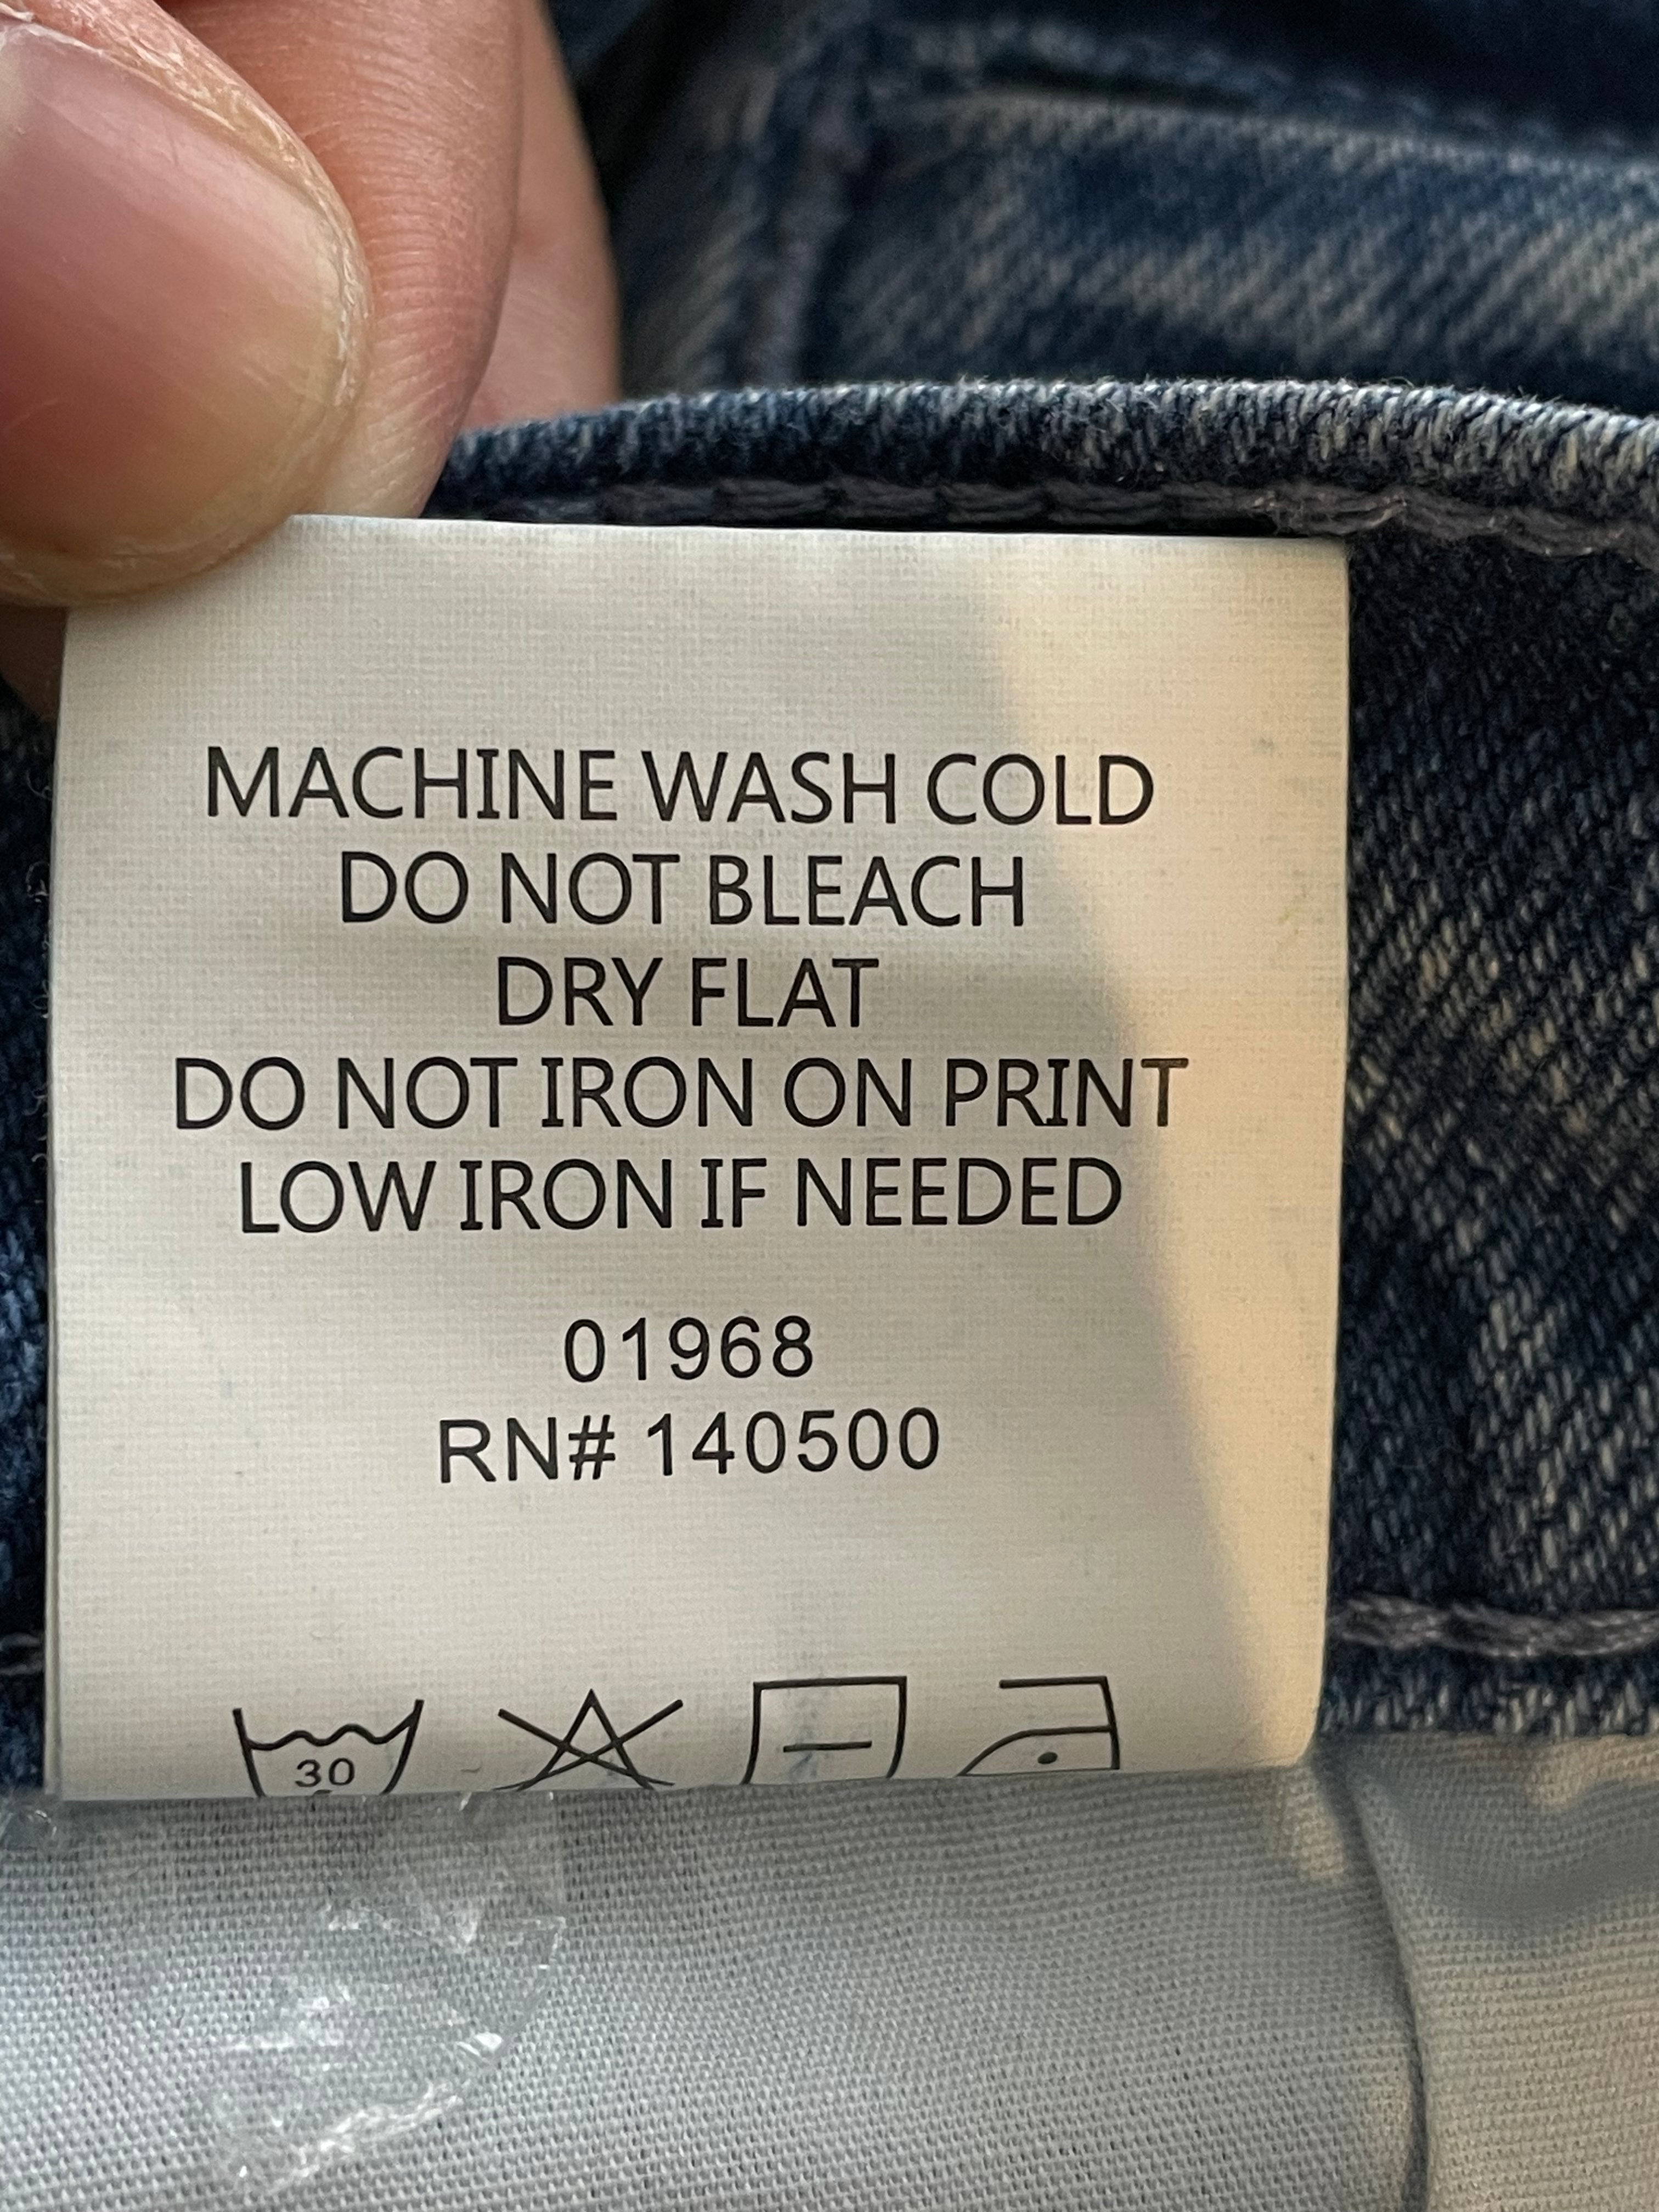 MACHINE WASH COLD
DO NOT BLEACH
DRY FLAT
DO NOT IRON ON PRINT
LOW IRON IF NEEDED
01968
RN# 140500
30